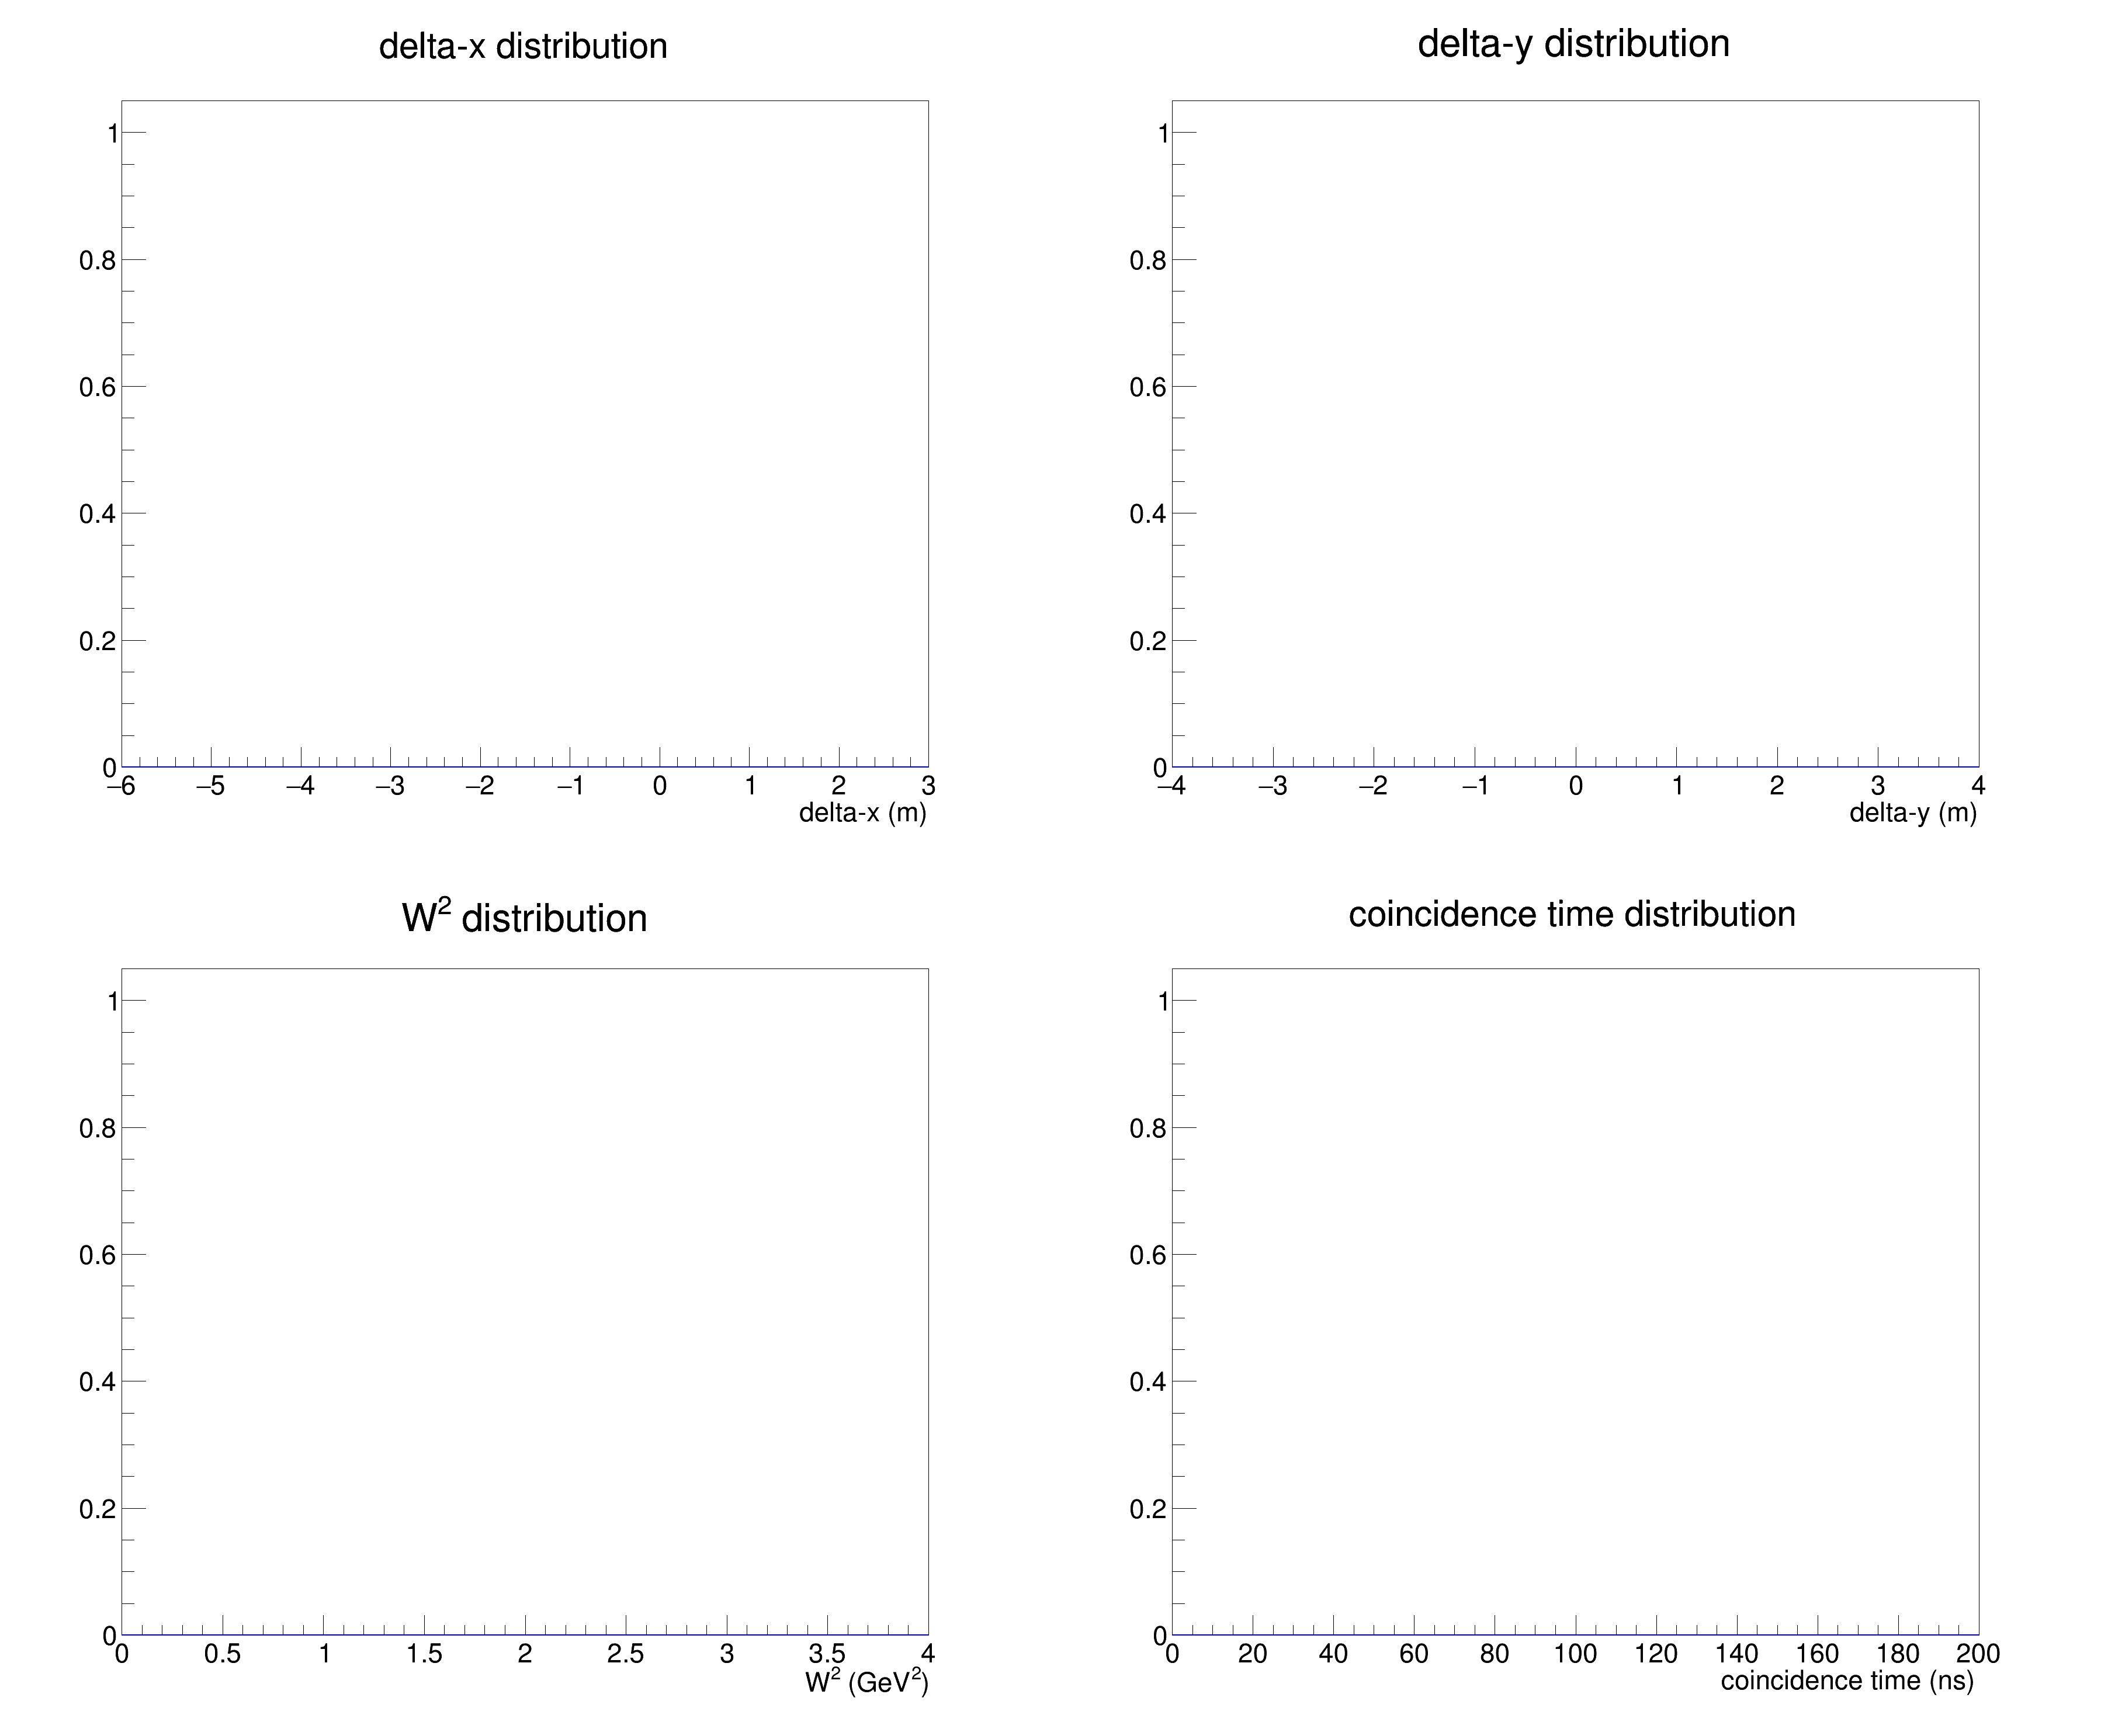 delta-x distribution
1
0.8
0.6
0.4
0.2
0
−6 −5 −4 −3 −2 −1 0 1 2 3
delta-x (m)
delta-y distribution
1
0.8
0.6
0.4
0.2
0
−4 −3 −2 −1 0 1 2 3 4
delta-y (m)
W² distribution
1
0.8
0.6
0.4
0.2
0
0 0.5 1 1.5 2 2.5 3 3.5 4
W² (GeV²)
coincidence time distribution
1
0.8
0.6
0.4
0.2
0
0 20 40 60 80 100 120 140 160 180 200
coincidence time (ns)